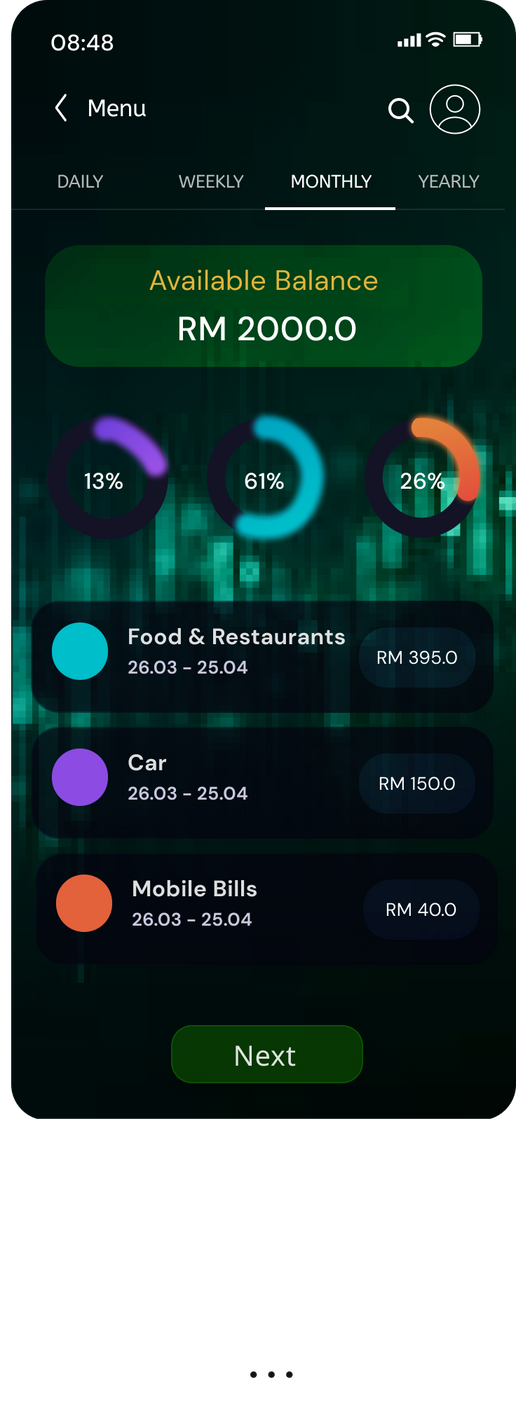 08:48
Menu
DAILY WEEKLY MONTHLY YEARLY
Available Balance
RM 2000.0
13% 61% 26%
Food & Restaurants
26.03 - 25.04
RM 395.0
Car
26.03 - 25.04
RM 150.0
Mobile Bills
26.03 - 25.04
RM 40.0
Next